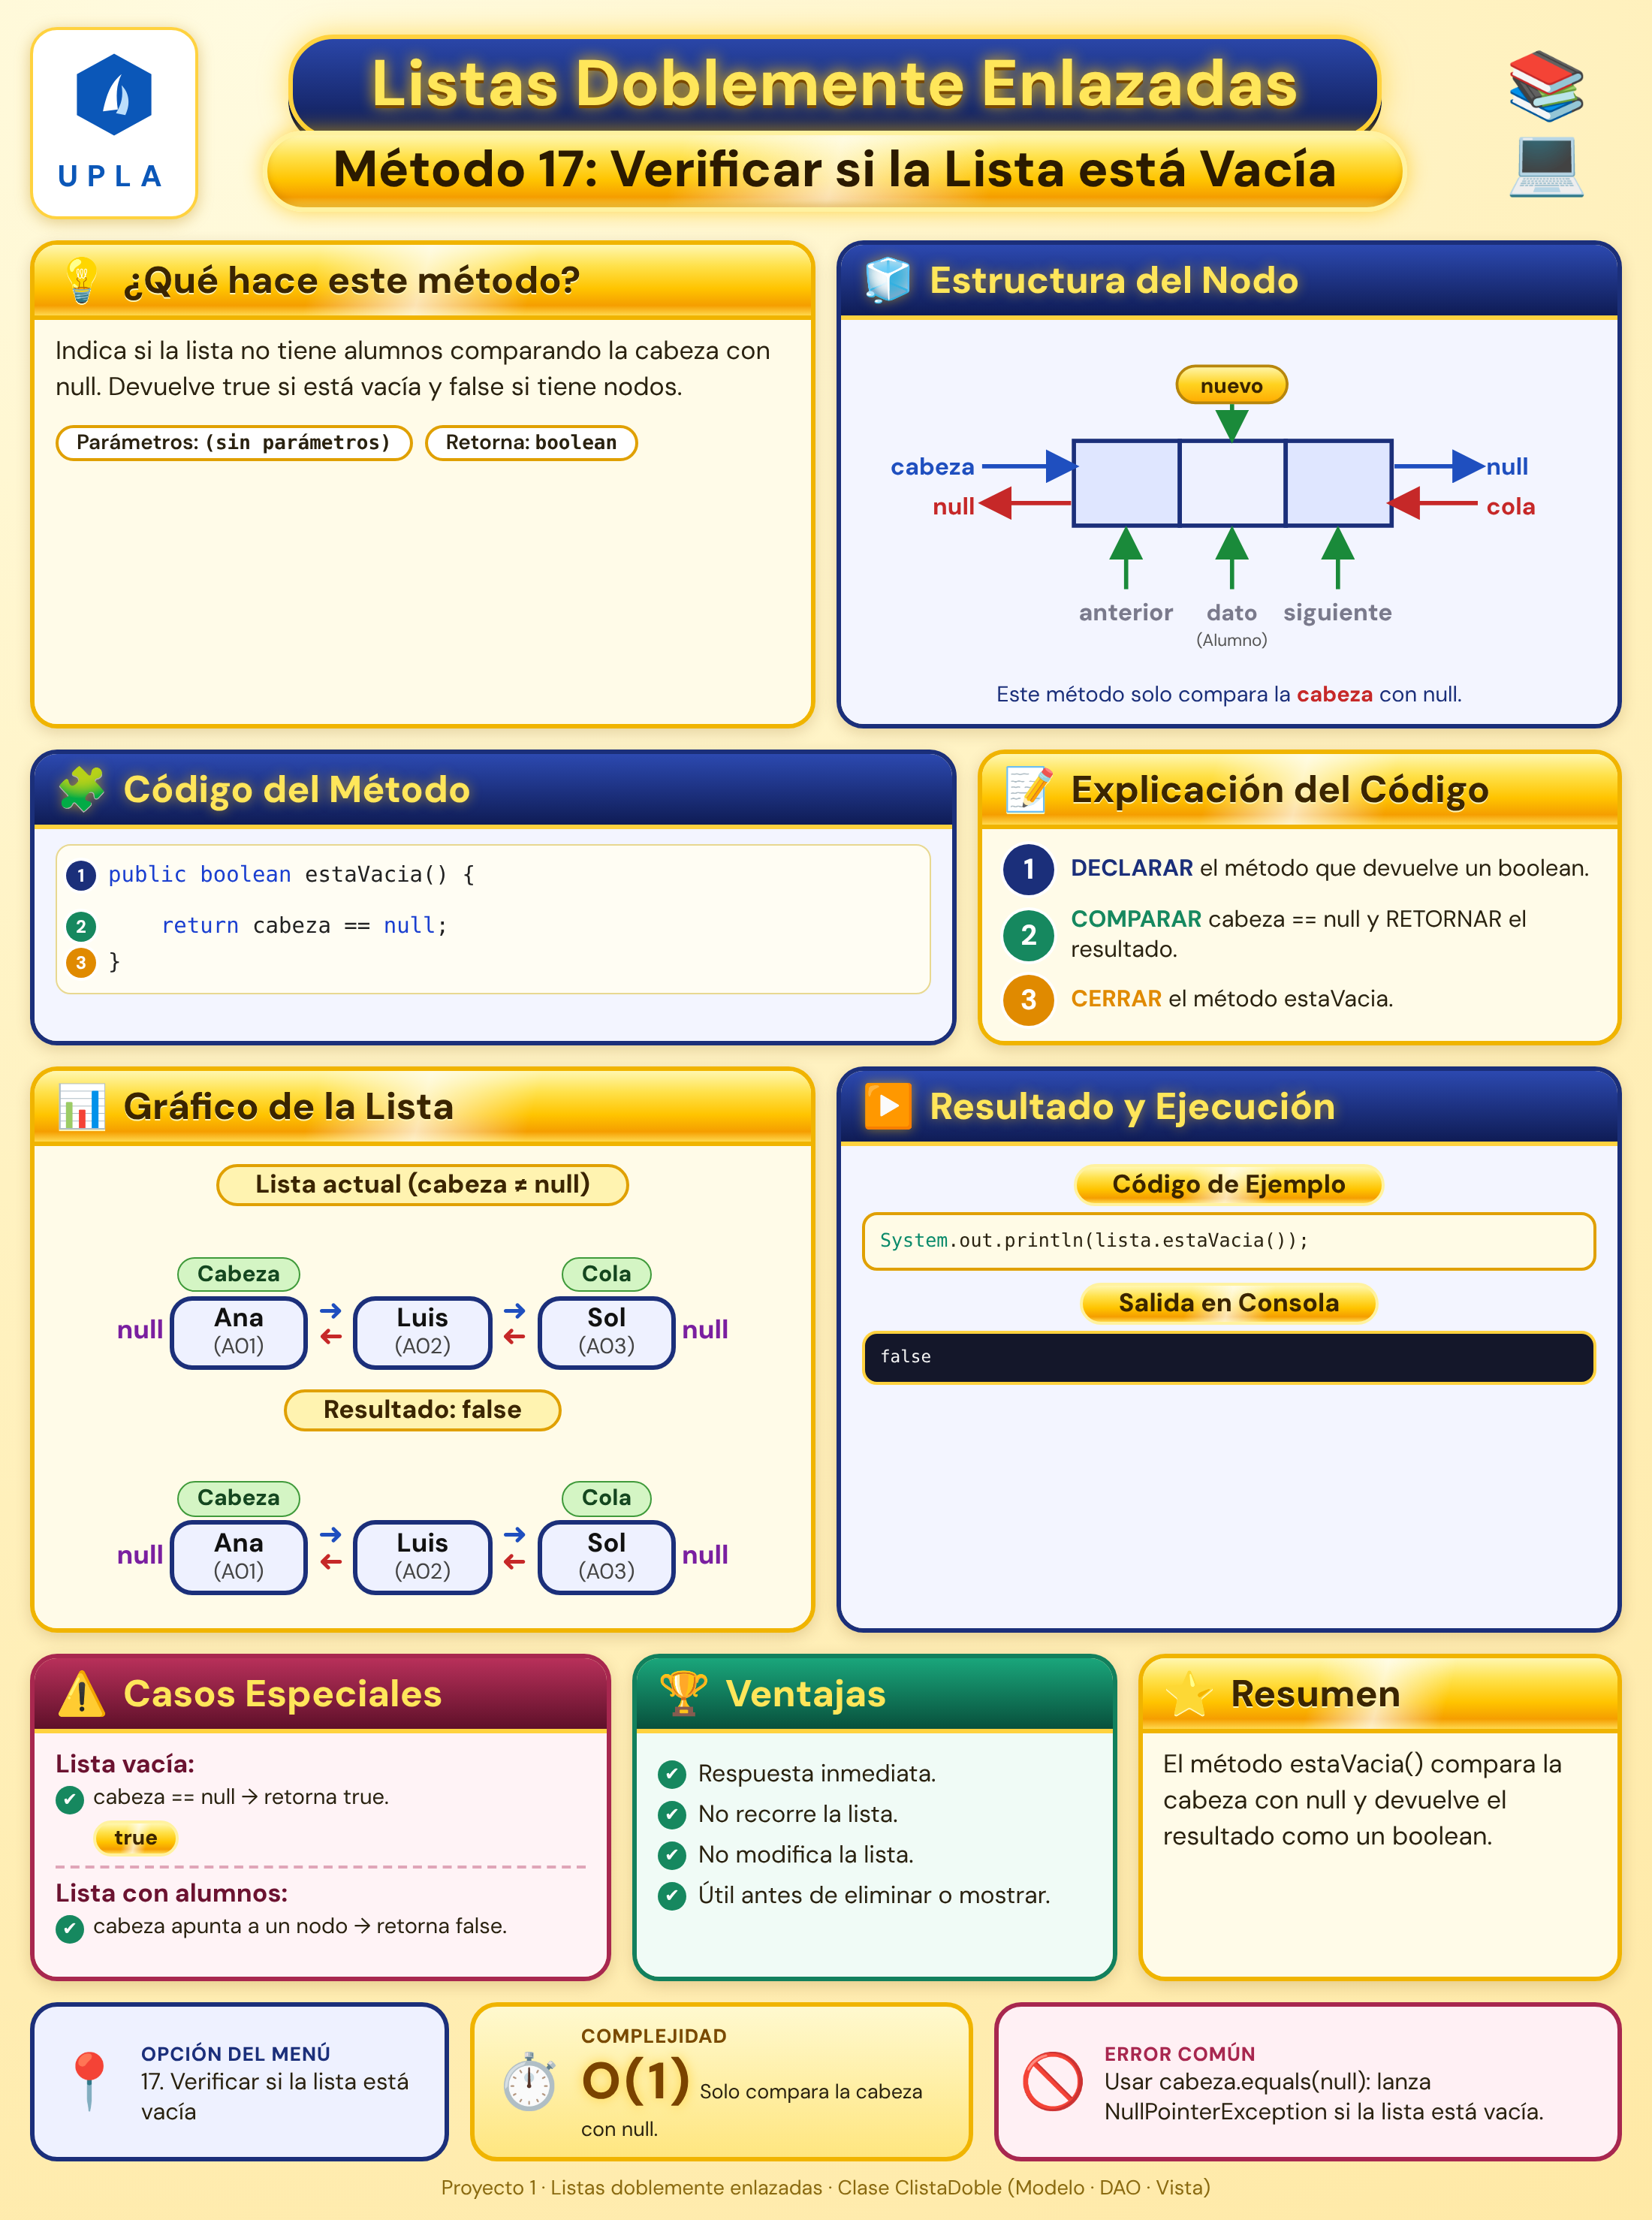 UPLA
Listas Doblemente Enlazadas
Método 17: Verificar si la Lista está Vacía
¿Qué hace este método?
Indica si la lista no tiene alumnos comparando la cabeza con
null. Devuelve true si está vacía y false si tiene nodos.
Parámetros: (sin parámetros)
Retorna: boolean
Estructura del Nodo
nuevo
cabeza
null
null
cola
anterior
dato
siguiente
(Alumno)
Este método solo compara la cabeza con null.
Código del Método
1 public boolean estaVacia() {
2 return cabeza == null;
3 }
Explicación del Código
1 DECLARAR el método que devuelve un boolean.
2 COMPARAR cabeza == null y RETORNAR el
resultado.
3 CERRAR el método estaVacia.
Gráfico de la Lista
Lista actual (cabeza ≠ null)
Cabeza
Cola
null
Ana
(A01)
→
←
Luis
(A02)
→
←
Sol
(A03)
null
Resultado: false
Cabeza
Cola
null
Ana
(A01)
→
←
Luis
(A02)
→
←
Sol
(A03)
null
Resultado y Ejecución
Código de Ejemplo
System.out.println(lista.estaVacia());
Salida en Consola
false
Casos Especiales
Lista vacía:
✔ cabeza == null → retorna true.
true
Lista con alumnos:
✔ cabeza apunta a un nodo → retorna false.
Ventajas
✔ Respuesta inmediata.
✔ No recorre la lista.
✔ No modifica la lista.
✔ Útil antes de eliminar o mostrar.
Resumen
El método estaVacia() compara la
cabeza con null y devuelve el
resultado como un boolean.
OPCIÓN DEL MENÚ
17. Verificar si la lista está
vacía
COMPLEJIDAD
O(1) Solo compara la cabeza
con null.
ERROR COMÚN
Usar cabeza.equals(null): lanza
NullPointerException si la lista está vacía.
Proyecto 1 · Listas doblemente enlazadas · Clase ClistaDoble (Modelo · DAO · Vista)